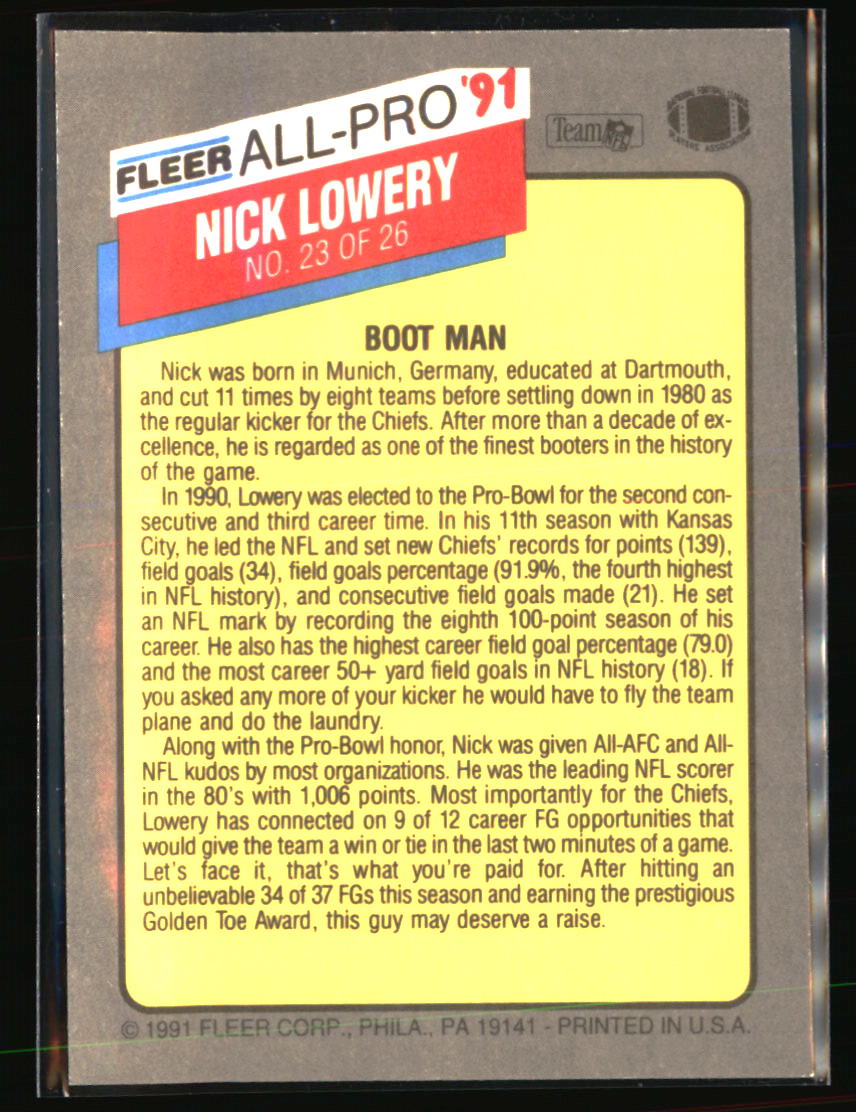 FLEER ALL-PRO '91
NICK LOWERY
NO. 23 OF 26
Team NFL
NATIONAL FOOTBALL LEAGUE
PLAYERS ASSOCIATION
BOOT MAN
Nick was born in Munich, Germany, educated at Dartmouth,
and cut 11 times by eight teams before settling down in 1980 as
the regular kicker for the Chiefs. After more than a decade of ex-
cellence, he is regarded as one of the finest booters in the history
of the game.
In 1990, Lowery was elected to the Pro-Bowl for the second con-
secutive and third career time. In his 11th season with Kansas
City, he led the NFL and set new Chiefs' records for points (139),
field goals (34), field goals percentage (91.9%, the fourth highest
in NFL history), and consecutive field goals made (21). He set
an NFL mark by recording the eighth 100-point season of his
career. He also has the highest career field goal percentage (79.0)
and the most career 50+ yard field goals in NFL history (18). If
you asked any more of your kicker he would have to fly the team
plane and do the laundry.
Along with the Pro-Bowl honor, Nick was given All-AFC and All-
NFL kudos by most organizations. He was the leading NFL scorer
in the 80's with 1,006 points. Most importantly for the Chiefs,
Lowery has connected on 9 of 12 career FG opportunities that
would give the team a win or tie in the last two minutes of a game.
Let's face it, that's what you're paid for. After hitting an
unbelievable 34 of 37 FGs this season and earning the prestigious
Golden Toe Award, this guy may deserve a raise.
© 1991 FLEER CORP., PHILA., PA 19141 - PRINTED IN U.S.A.